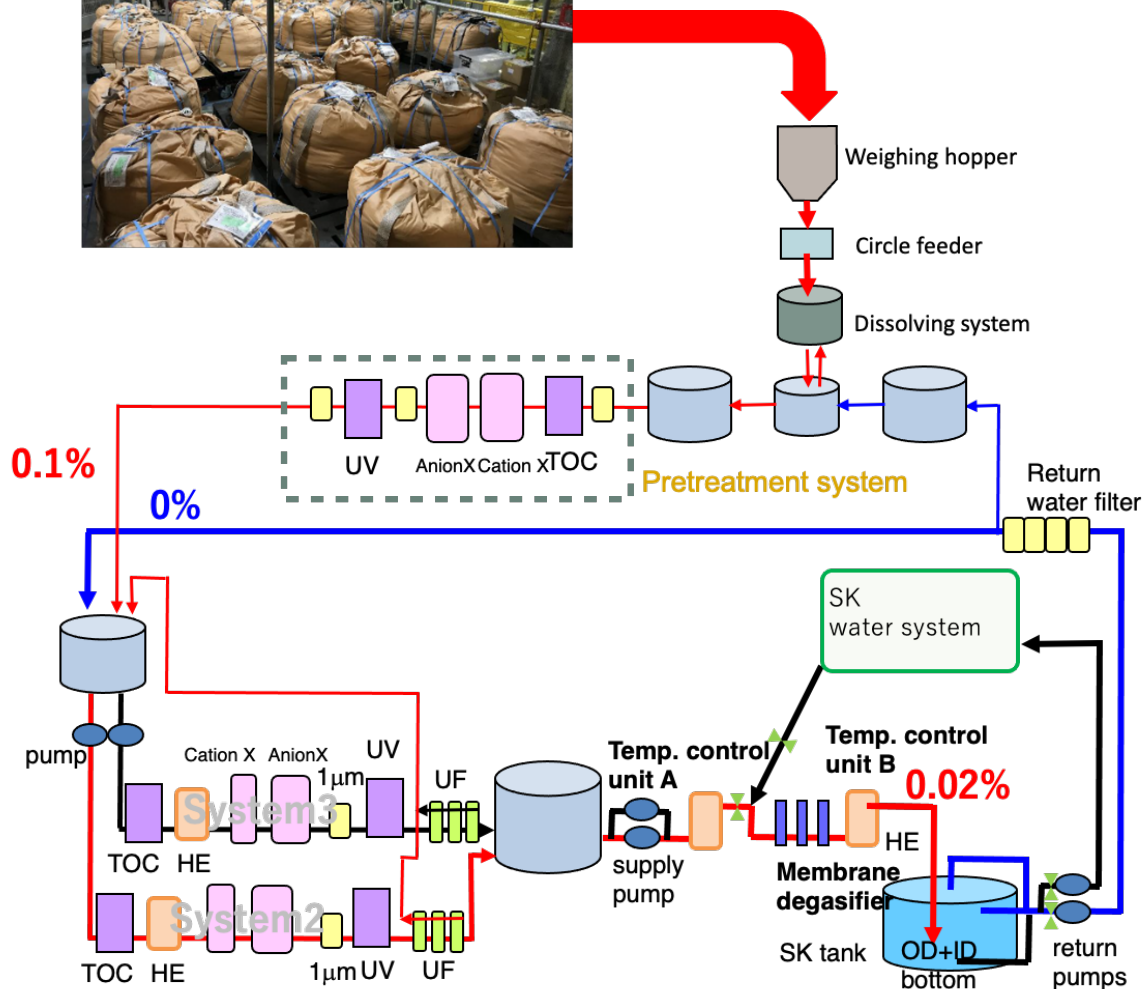 Weighing hopper
Circle feeder
Dissolving system
UV
AnionX
Cation X
TOC
Pretreatment system
0.1%
0%
Return
water filter
SK
water system
pump
Cation X
AnionX
1μm
UV
UF
System3
TOC
HE
System2
TOC
HE
1μm
UV
UF
Temp. control
unit A
supply
pump
Temp. control
unit B
0.02%
HE
Membrane
degasifier
SK tank
OD+ID
bottom
return
pumps